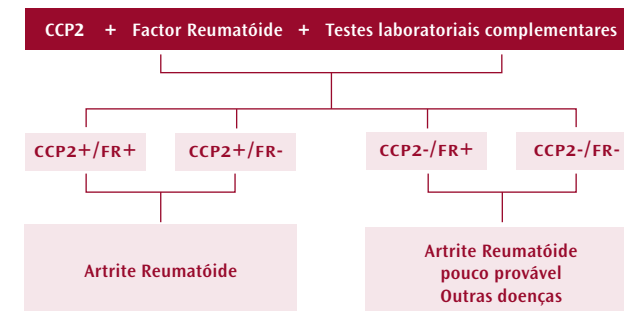 CCP2 + Factor Reumatóide + Testes laboratoriais complementares
CCP2+/FR+ CCP2+/FR- CCP2-/FR+ CCP2-/FR-
Artrite Reumatóide
Artrite Reumatóide
pouco provável
Outras doenças